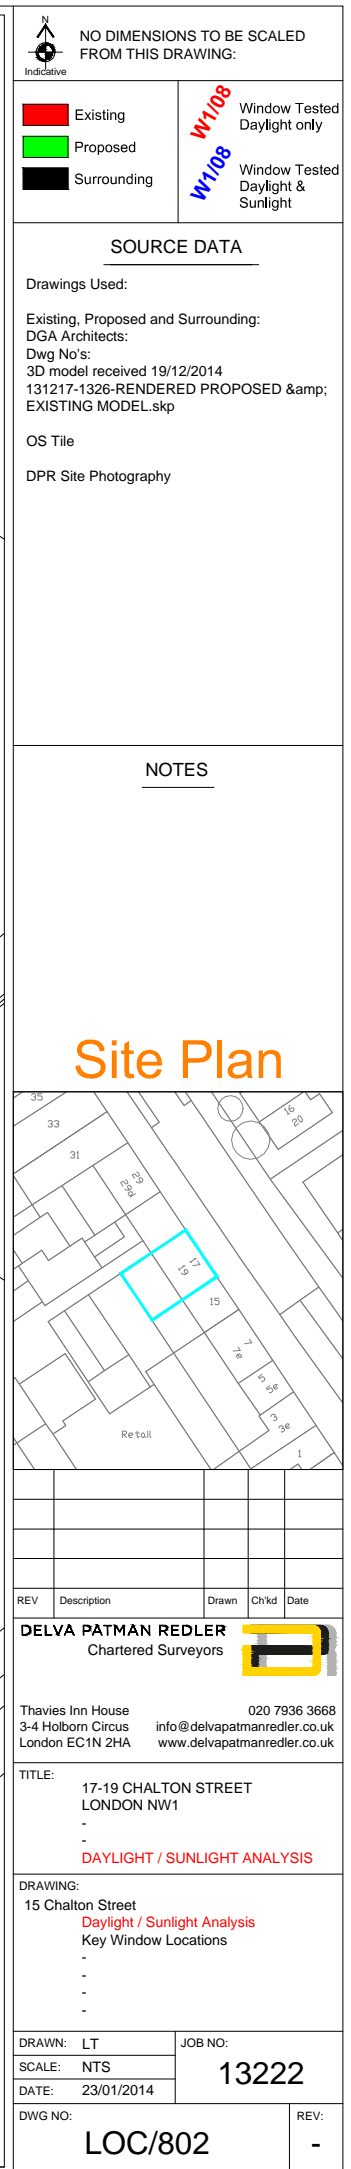 N
Indicative
NO DIMENSIONS TO BE SCALED
FROM THIS DRAWING:
Existing
Proposed
Surrounding
W1/08
Window Tested
Daylight only
W1/08
Window Tested
Daylight &
Sunlight
SOURCE DATA
Drawings Used:
Existing, Proposed and Surrounding:
DGA Architects:
Dwg No's:
3D model received 19/12/2014
131217-1326-RENDERED PROPOSED &amp;
EXISTING MODEL.skp
OS Tile
DPR Site Photography
NOTES
Site Plan
35
33
31
29
29d
16
20
17
19
15
7
7e
5
5e
3
3e
1
Retail
REV Description Drawn Ch'kd Date
DELVA PATMAN REDLER
Chartered Surveyors
Thavies Inn House 020 7936 3668
3-4 Holborn Circus info@delvapatmanredler.co.uk
London EC1N 2HA www.delvapatmanredler.co.uk
TITLE:
17-19 CHALTON STREET
LONDON NW1
-
-
DAYLIGHT / SUNLIGHT ANALYSIS
DRAWING:
15 Chalton Street
Daylight / Sunlight Analysis
Key Window Locations
-
-
-
-
DRAWN: LT
SCALE: NTS
DATE: 23/01/2014
JOB NO:
13222
DWG NO:
LOC/802
REV:
-